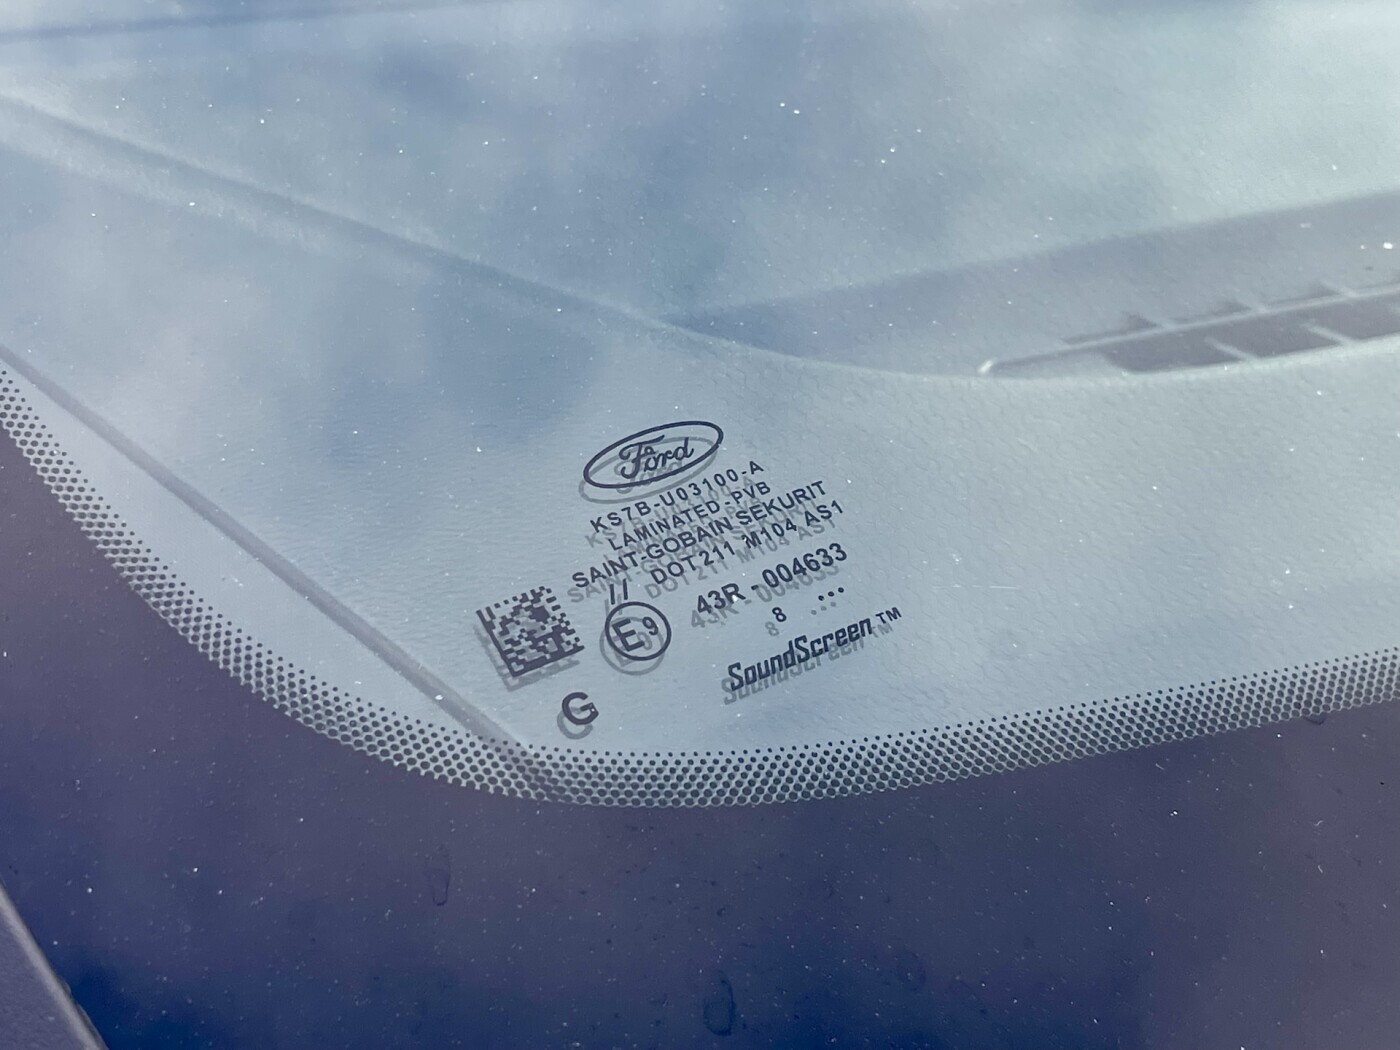 Ford
KS7B-U03100-A
LAMINATED-PVB
SAINT-GOBAIN SEKURIT
// DOT 211 M104 AS1
E9 43R - 004633
8 ...
SoundScreen™
G